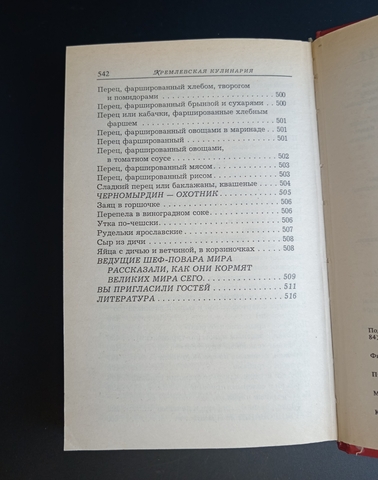 542 КРЕМЛЕВСКАЯ КУЛИНАРИЯ
Перец, фаршированный хлебом, творогом
и помидорами . . . . . . . . . . . . . . . . . . . . . . . . 500
Перец, фаршированный брынзой и сухарями . . 500
Перец или кабачки, фаршированные хлебным
фаршем . . . . . . . . . . . . . . . . . . . . . . . . . . . . 501
Перец, фаршированный овощами в маринаде . . 501
Перец фаршированный . . . . . . . . . . . . . . . . . . 501
Перец, фаршированный овощами,
в томатном соусе . . . . . . . . . . . . . . . . . . . . . 502
Перец, фаршированный мясом . . . . . . . . . . . . . 503
Перец, фаршированный рисом . . . . . . . . . . . . . 503
Сладкий перец или баклажаны, квашеные . . . . 504
ЧЕРНОМЫРДИН — ОХОТНИК . . . . . . . . . . . . . 505
Заяц в горшочке . . . . . . . . . . . . . . . . . . . . . . . 506
Перепела в виноградном соке . . . . . . . . . . . . . . 506
Утка по-чешски . . . . . . . . . . . . . . . . . . . . . . . . 506
Рудельки ярославские . . . . . . . . . . . . . . . . . . . 507
Сыр из дичи . . . . . . . . . . . . . . . . . . . . . . . . . . 508
Яйца с дичью и ветчиной, в корзиночках . . . . . 508
ВЕДУЩИЕ ШЕФ-ПОВАРА МИРА
РАССКАЗАЛИ, КАК ОНИ КОРМЯТ
ВЕЛИКИХ МИРА СЕГО. . . . . . . . . . . . . . . . . . 509
ВЫ ПРИГЛАСИЛИ ГОСТЕЙ . . . . . . . . . . . . . . . 511
ЛИТЕРАТУРА . . . . . . . . . . . . . . . . . . . . . . . . . 516